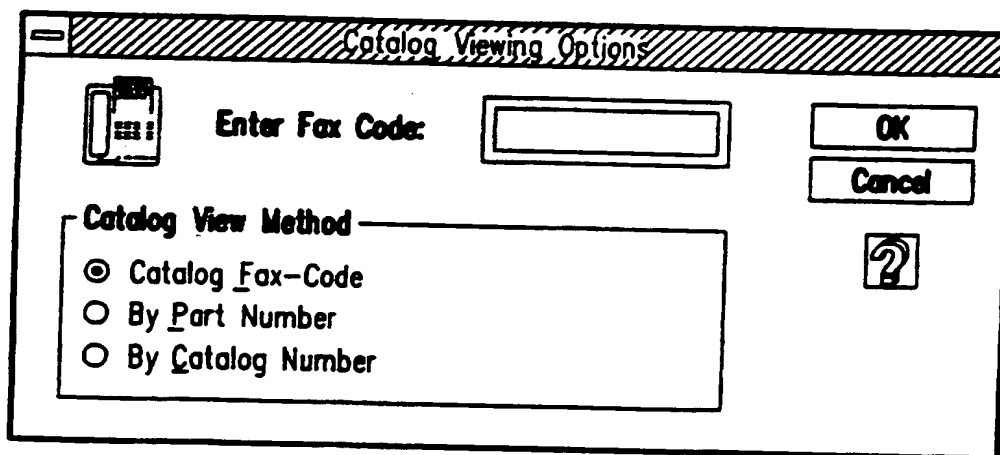 Catalog Viewing Options
Enter Fax Code:
OK
Cancel
Catalog View Method
Catalog Fax-Code
By Part Number
By Catalog Number
?